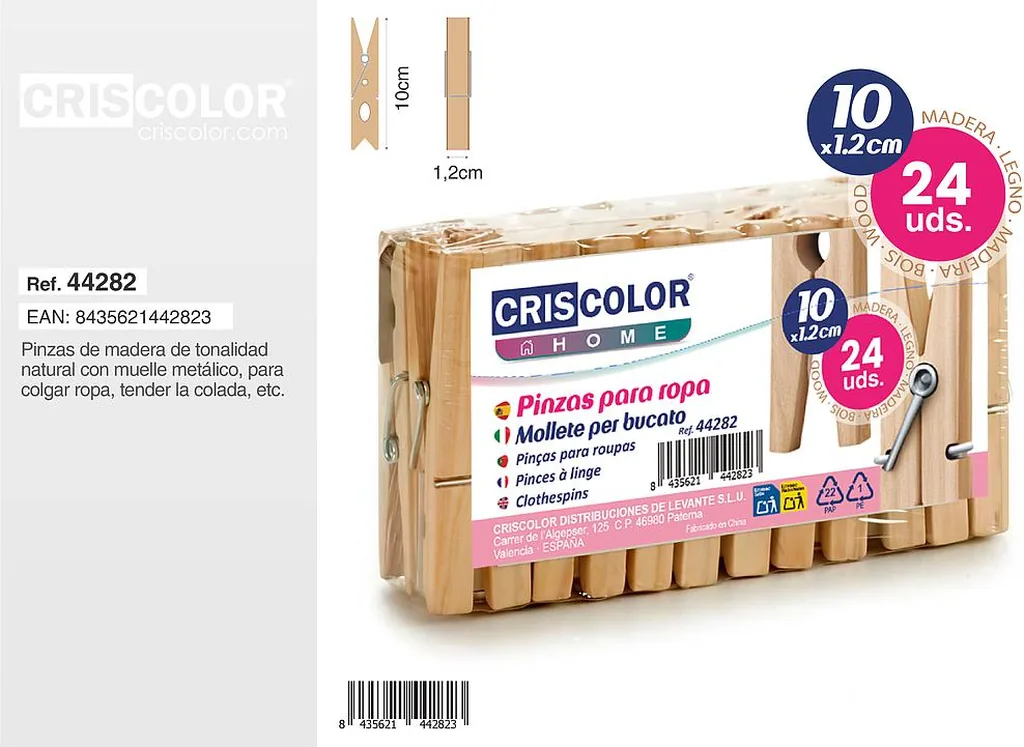 CRISCOLOR®
criscolor.com
Ref. 44282
EAN: 8435621442823
Pinzas de madera de tonalidad
natural con muelle metálico, para
colgar ropa, tender la colada, etc.
10cm
1,2cm
10
x1.2cm
24
uds.
MADERA · LEGNO · MADEIRA · BOIS · WOOD
CRISCOLOR®
HOME
10
x1.2cm
24
uds.
MADERA · LEGNO · MADEIRA · BOIS · WOOD
Pinzas para ropa
Mollete per bucato
Ref. 44282
Pinças para roupas
Pinces à linge
Clothespins
8 435621 442823
CRISCOLOR DISTRIBUCIONES DE LEVANTE S.L.U.
Carrer de l'Algepser, 125 C.P. 46980 Paterna
Valencia - ESPAÑA
Fabricado en China
22
PAP
1
PE
8 435621 442823